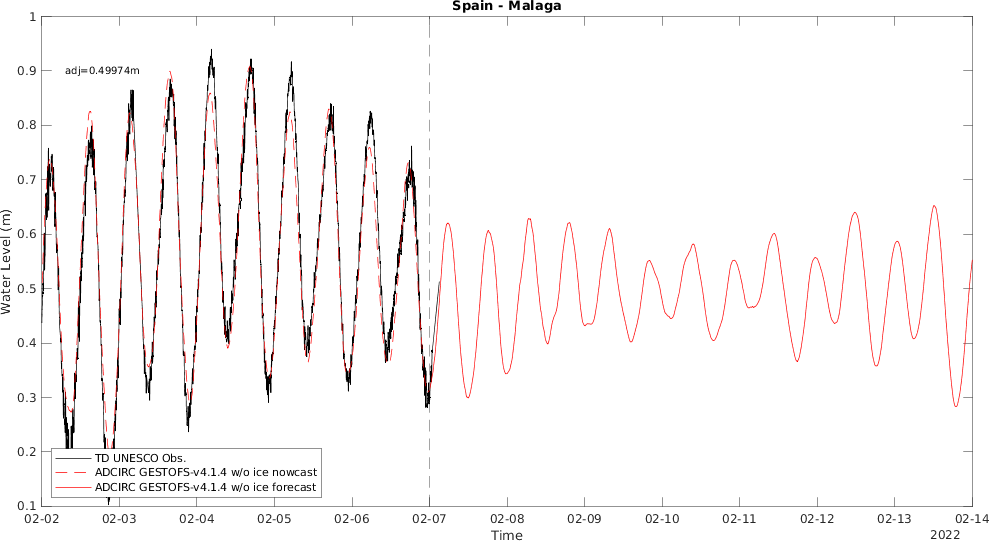 Spain - Malaga
1
0.9
0.8
0.7
0.6
0.5
0.4
0.3
0.2
0.1
Water Level (m)
adj=0.49974m
TD UNESCO Obs.
ADCIRC GESTOFS-v4.1.4 w/o ice nowcast
ADCIRC GESTOFS-v4.1.4 w/o ice forecast
02-02 02-03 02-04 02-05 02-06 02-07 02-08 02-09 02-10 02-11 02-12 02-13 02-14
Time
2022